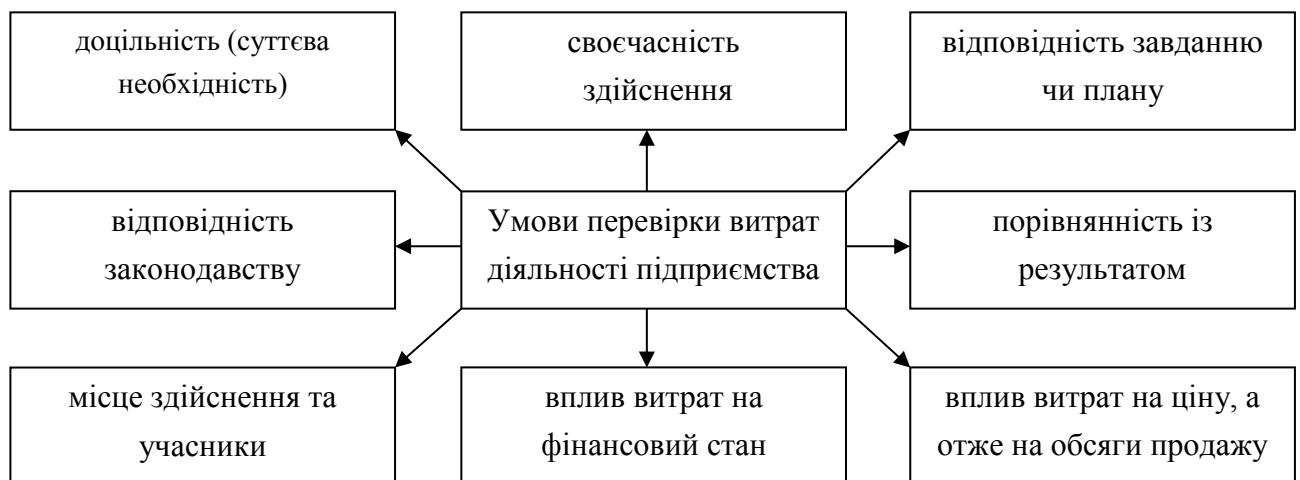 доцільність (суттєва
необхідність)
своєчасність
здійснення
відповідність завданню
чи плану
відповідність
законодавству
Умови перевірки витрат
діяльності підприємства
порівнянність із
результатом
місце здійснення та
учасники
вплив витрат на
фінансовий стан
вплив витрат на ціну, а
отже на обсяги продажу